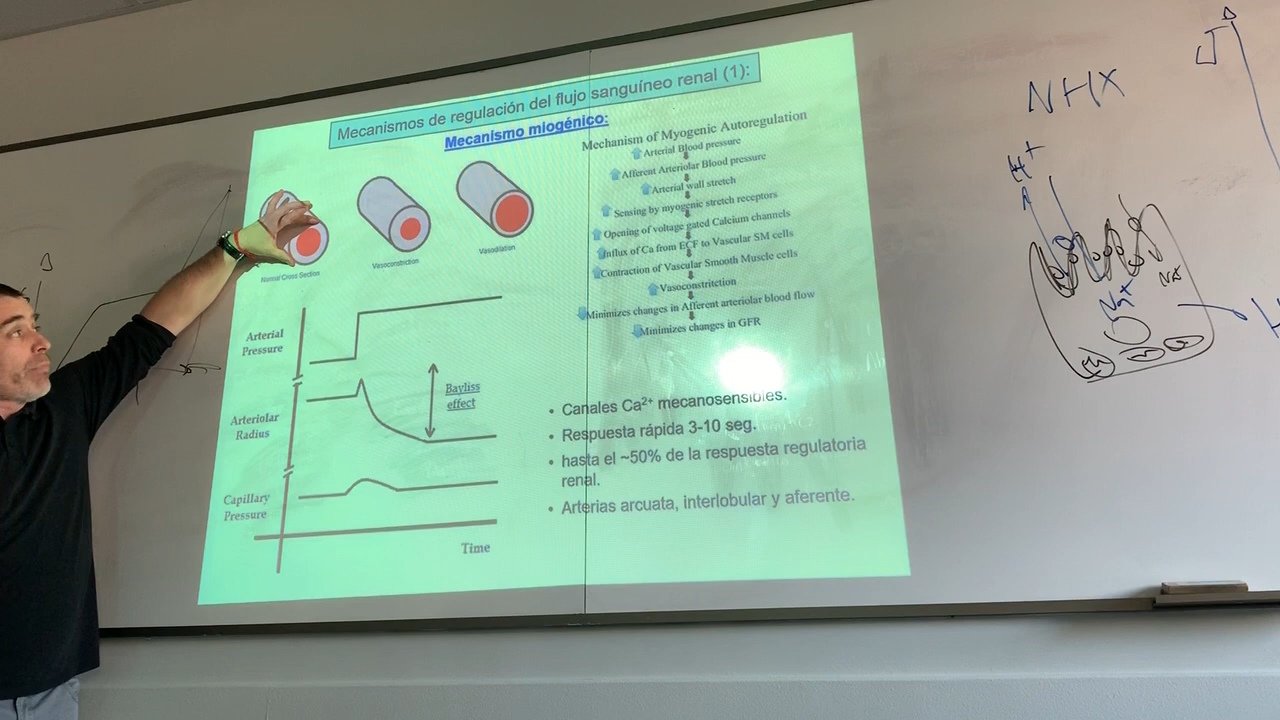 Mecanismos de regulación del flujo sanguíneo renal (1):
Mecanismo miogénico:
Normal Cross Section
Vasoconstriction
Vasodilation
Mechanism of Myogenic Autoregulation
Arterial Blood pressure
Afferent Arteriolar Blood pressure
Arterial wall stretch
Sensing by myogenic stretch receptors
Opening of voltage gated Calcium channels
Influx of Ca from ECF to Vascular SM cells
Contraction of Vascular Smooth Muscle cells
Vasoconstritction
Minimizes changes in Afferent arteriolar blood flow
Minimizes changes in GFR
Arterial
Pressure
Arteriolar
Radius
Capillary
Pressure
Bayliss
effect
Time
• Canales Ca²⁺ mecanosensibles.
• Respuesta rápida 3-10 seg.
• hasta el ~50% de la respuesta regulatoria
renal.
• Arterias arcuata, interlobular y aferente.
NHX
H+
Na+